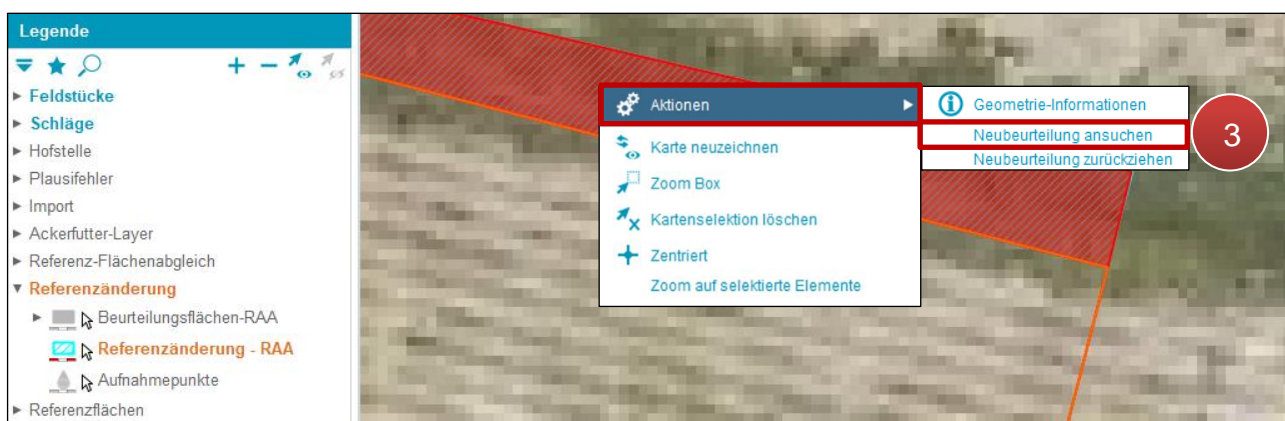 Legende
Feldstücke
Schläge
Hofstelle
Plausifehler
Import
Ackerfutter-Layer
Referenz-Flächenabgleich
Referenzänderung
Beurteilungsflächen-RAA
Referenzänderung - RAA
Aufnahmepunkte
Referenzflächen
Aktionen
Karte neuzeichnen
Zoom Box
Kartenselektion löschen
Zentriert
Zoom auf selektierte Elemente
Geometrie-Informationen
Neubeurteilung ansuchen
Neubeurteilung zurückziehen
3